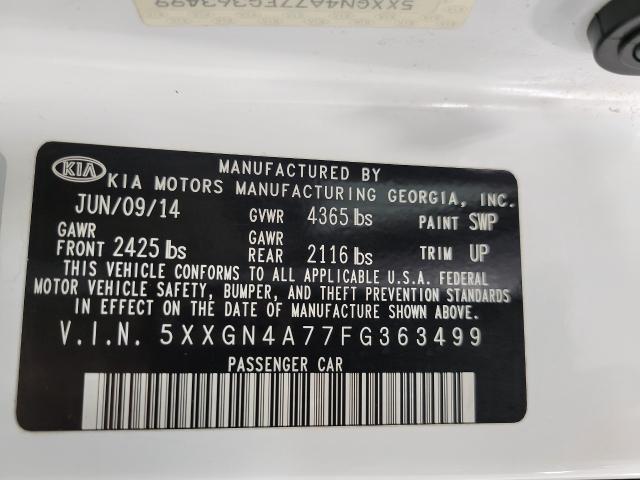 5XXGN4A77FG363499
KIA
MANUFACTURED BY
KIA MOTORS MANUFACTURING GEORGIA, INC.
JUN/09/14 GVWR 4365 lbs PAINT SWP
GAWR FRONT 2425 lbs GAWR REAR 2116 lbs TRIM UP
THIS VEHICLE CONFORMS TO ALL APPLICABLE U.S.A. FEDERAL
MOTOR VEHICLE SAFETY, BUMPER, AND THEFT PREVENTION STANDARDS
IN EFFECT ON THE DATE OF MANUFACTURE SHOWN ABOVE.
V.I.N. 5XXGN4A77FG363499
PASSENGER CAR